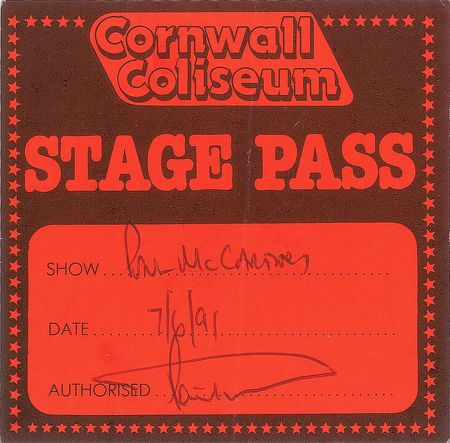 Cornwall
Coliseum
STAGE PASS
SHOW Paul McCartney
DATE 7/6/91
AUTHORISED